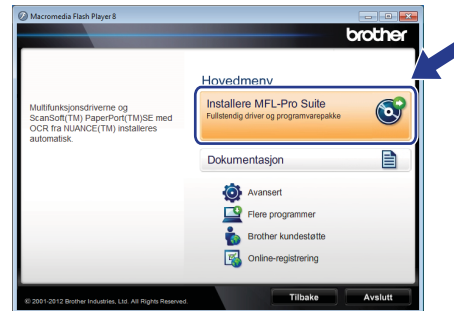 Macromedia Flash Player 8
brother
Hovedmeny
Multifunksjonsdriverne og
ScanSoft(TM) PaperPort(TM)SE med
OCR fra NUANCE(TM) installeres
automatisk.
Installere MFL-Pro Suite
Fullstendig driver og programvarepakke
Dokumentasjon
Avansert
Flere programmer
Brother kundestøtte
Online-registrering
© 2001-2012 Brother Industries, Ltd. All Rights Reserved.
Tilbake
Avslutt